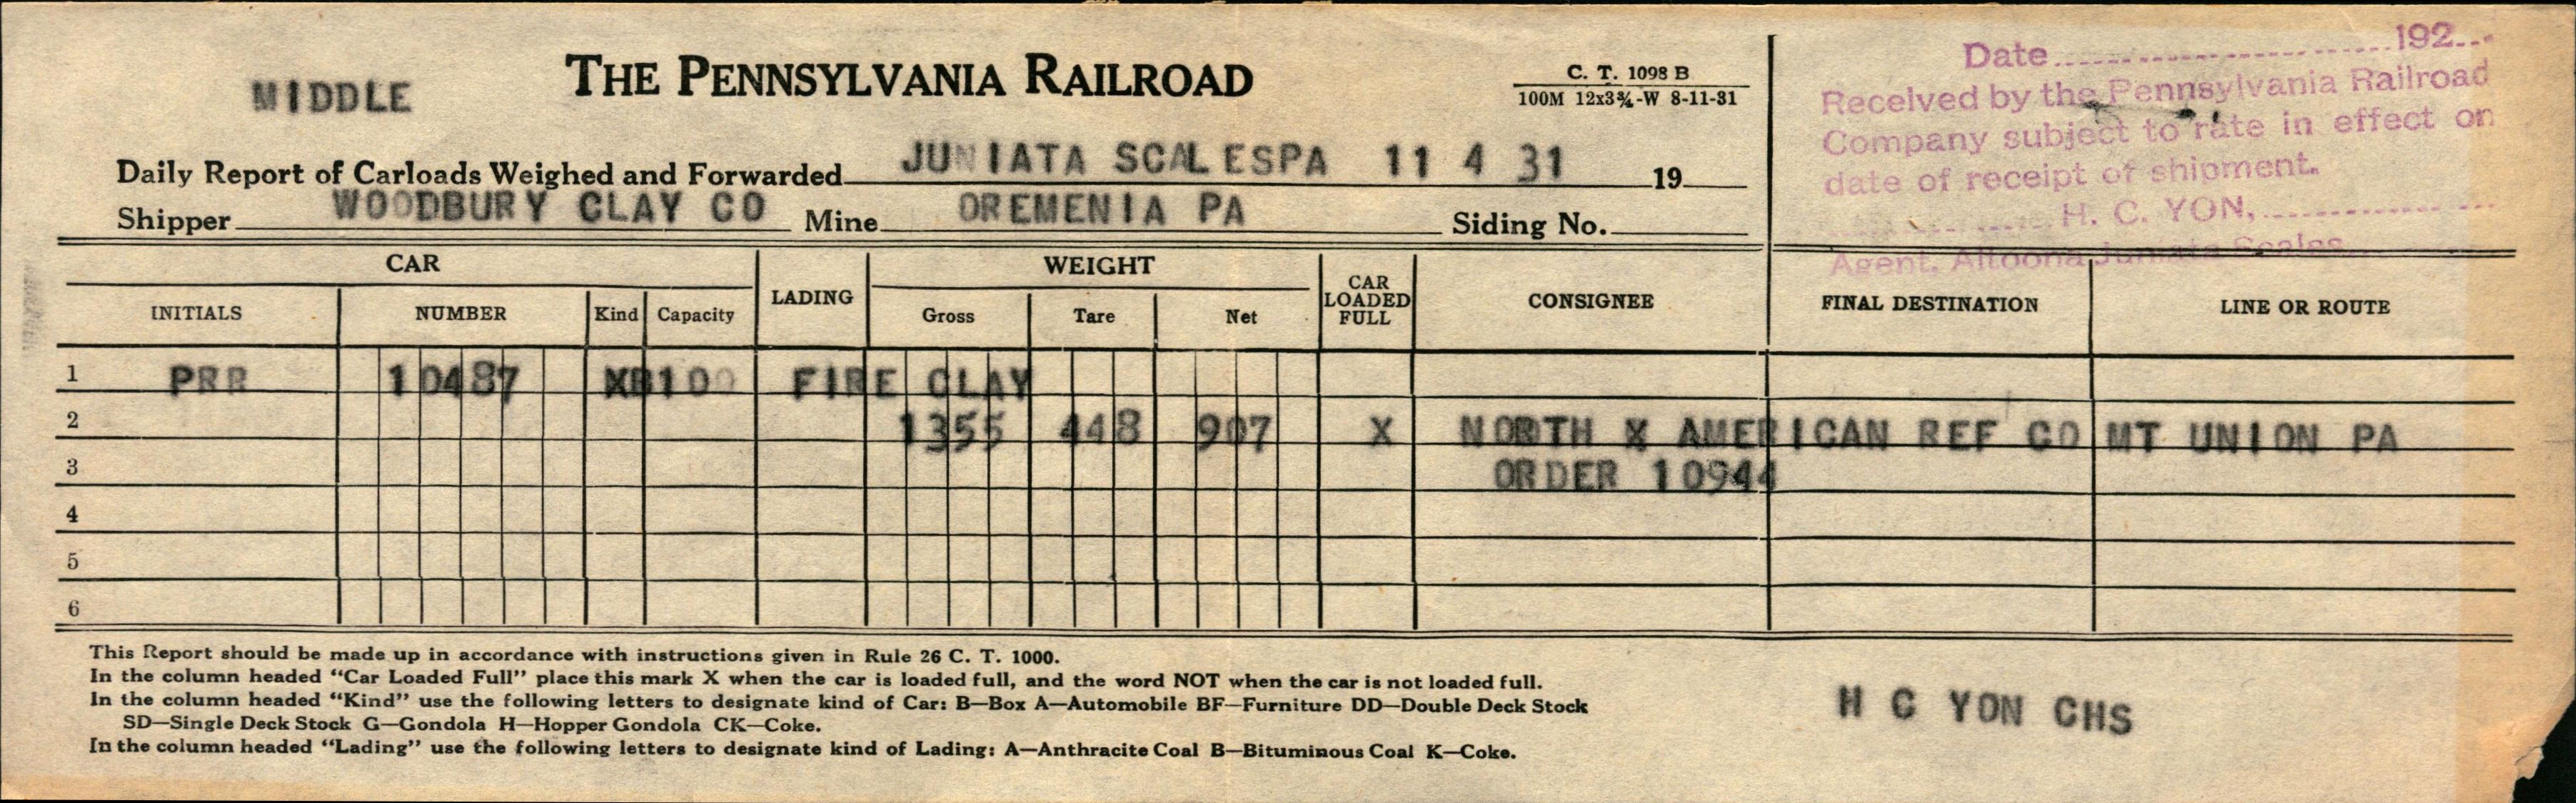 MIDDLE
THE PENNSYLVANIA RAILROAD
C. T. 1098 B
100M 12x3¾-W 8-11-31
Date 192
Received by the Pennsylvania Railroad
Company subject to rate in effect on
date of receipt of shipment.
H. C. YON,
Agent, Altoona Juniata Scales
Daily Report of Carloads Weighed and Forwarded JUNIATA SCALESPA 11 4 31 19
Shipper WOODBURY CLAY CO Mine OREMENIA PA Siding No.
CAR LADING WEIGHT CAR LOADED FULL CONSIGNEE FINAL DESTINATION LINE OR ROUTE
INITIALS NUMBER Kind Capacity Gross Tare Net
1 PRR 10487 XB100 FIRE CLAY
2 1355 448 907 X NORTH X AMERICAN REF CO MT UNION PA
3 ORDER 10944
4
5
6
This Report should be made up in accordance with instructions given in Rule 26 C. T. 1000.
In the column headed “Car Loaded Full” place this mark X when the car is loaded full, and the word NOT when the car is not loaded full.
In the column headed “Kind” use the following letters to designate kind of Car: B—Box A—Automobile BF—Furniture DD—Double Deck Stock
SD—Single Deck Stock G—Gondola H—Hopper Gondola CK—Coke.
In the column headed “Lading” use the following letters to designate kind of Lading: A—Anthracite Coal B—Bituminous Coal K—Coke.
H C YON CHS